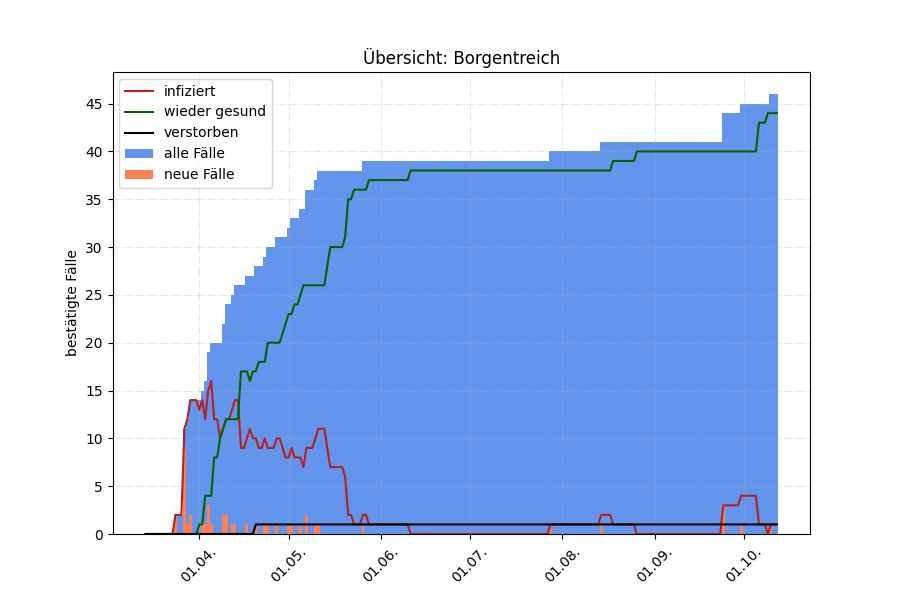 Übersicht: Borgentreich
infiziert
wieder gesund
verstorben
alle Fälle
neue Fälle
bestätigte Fälle
45
40
35
30
25
20
15
10
5
0
01.04.
01.05.
01.06.
01.07.
01.08.
01.09.
01.10.